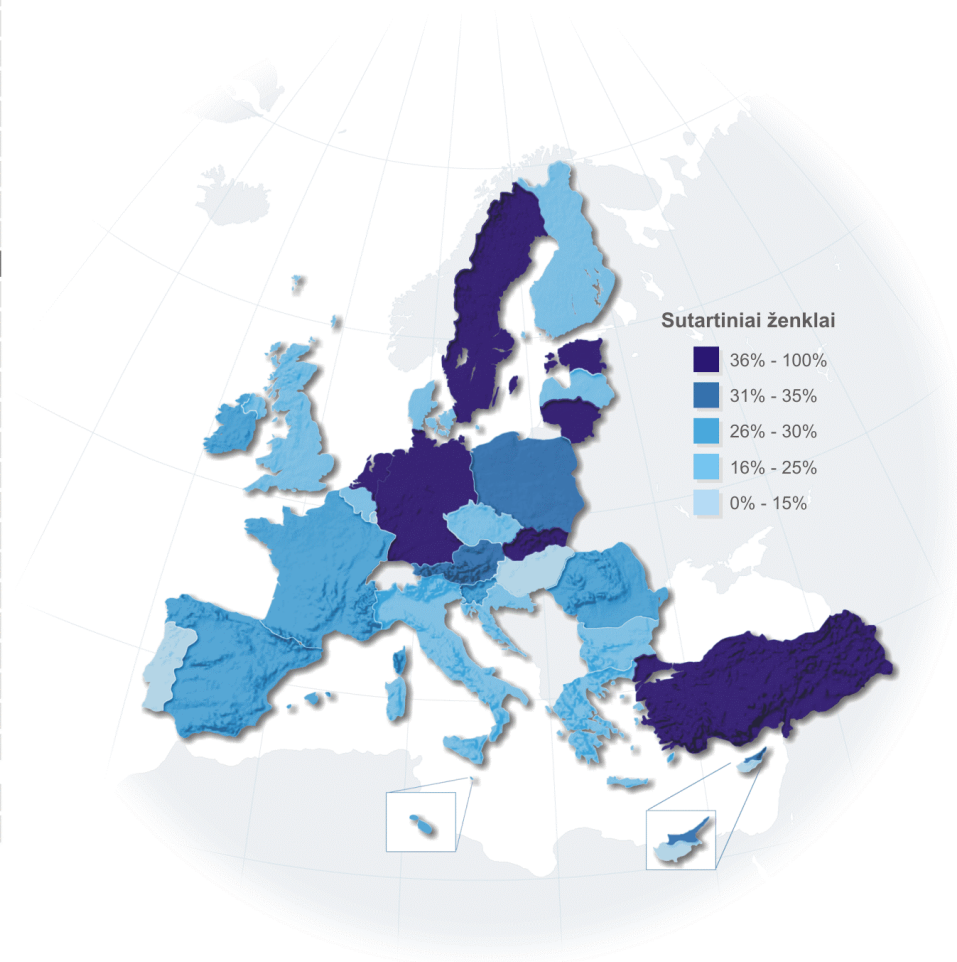 Sutartiniai ženklai
36% - 100%
31% - 35%
26% - 30%
16% - 25%
0% - 15%